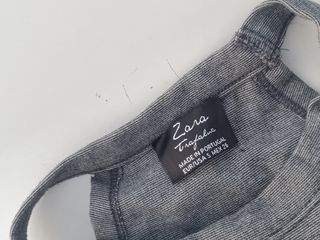 Zara
Trafaluc
MADE IN PORTUGAL
EUR/USA S MEX 26